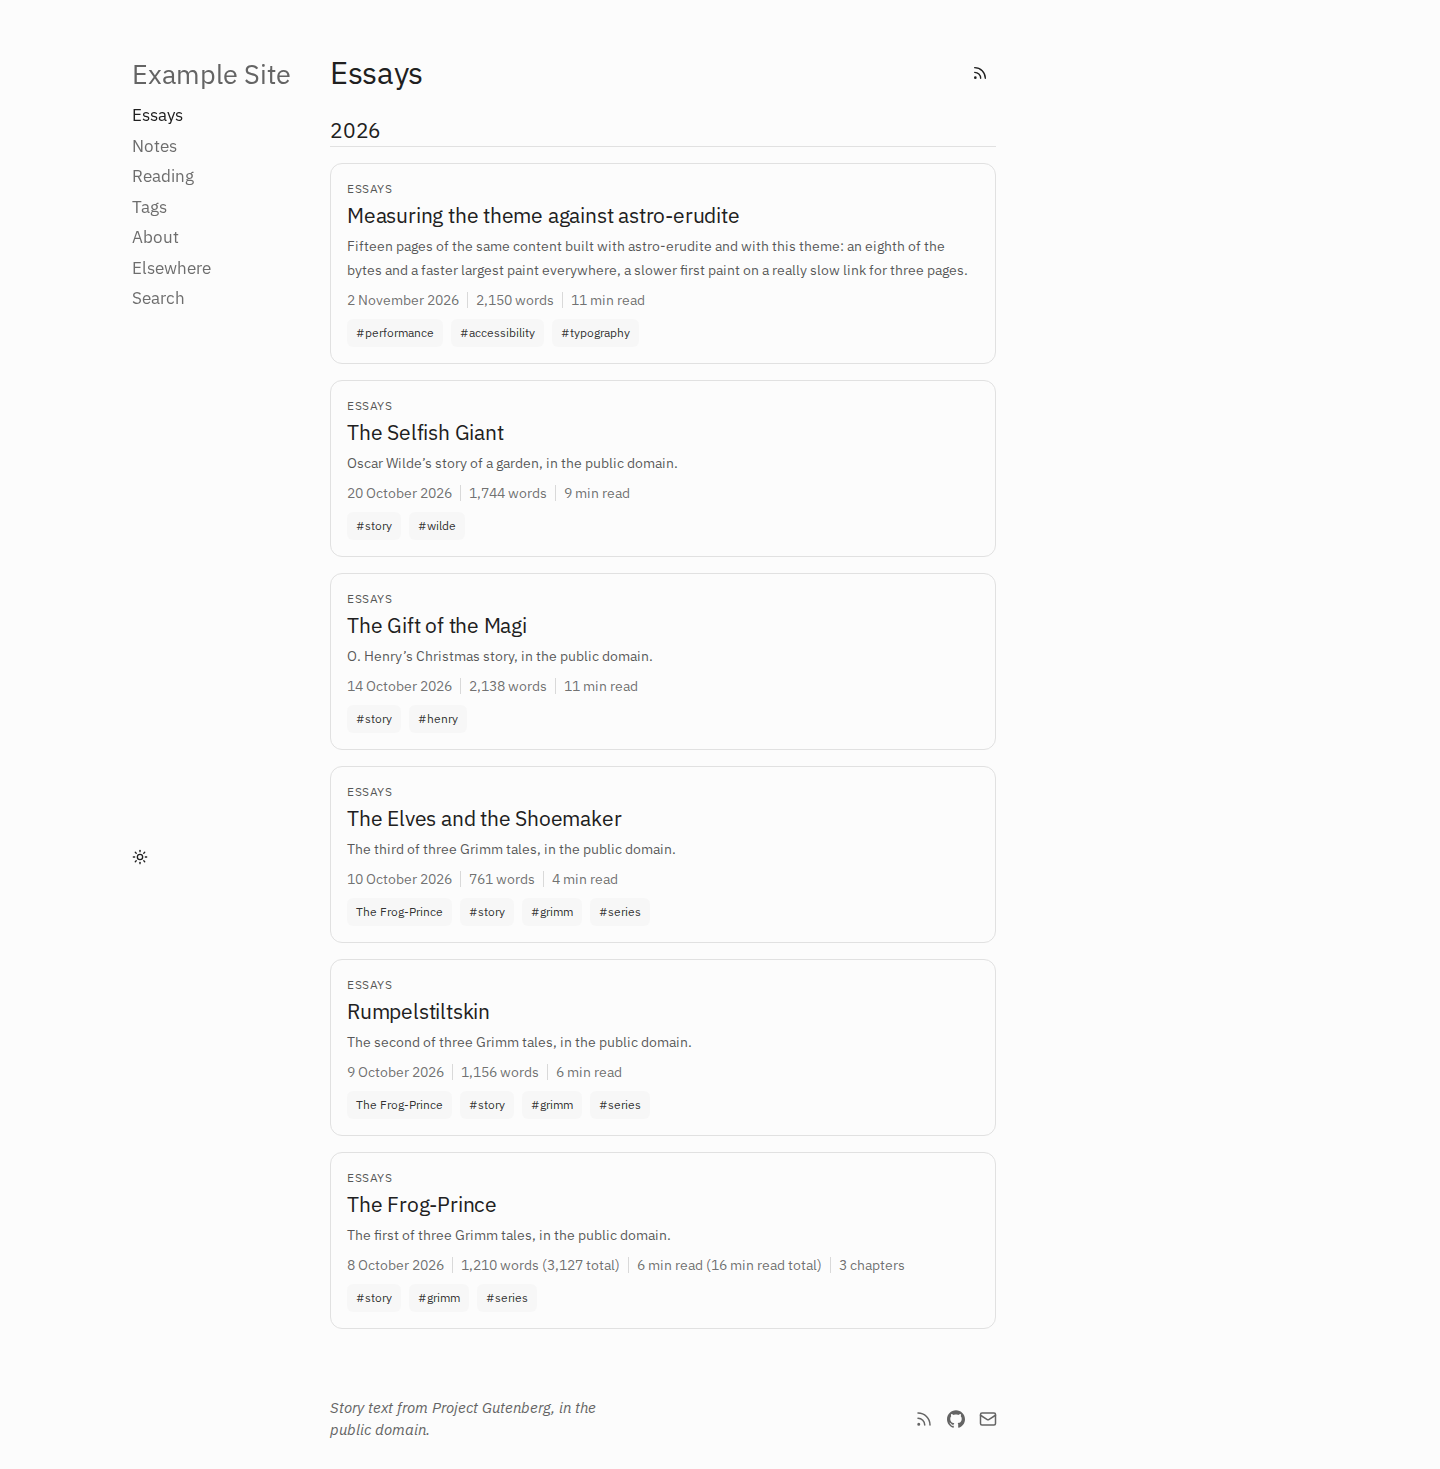 Example Site
Essays
Notes
Reading
Tags
About
Elsewhere
Search
Essays
2026
ESSAYS
Measuring the theme against astro-erudite
Fifteen pages of the same content built with astro-erudite and with this theme: an eighth of the
bytes and a faster largest paint everywhere, a slower first paint on a really slow link for three pages.
2 November 2026 2,150 words 11 min read
#performance #accessibility #typography
ESSAYS
The Selfish Giant
Oscar Wilde’s story of a garden, in the public domain.
20 October 2026 1,744 words 9 min read
#story #wilde
ESSAYS
The Gift of the Magi
O. Henry’s Christmas story, in the public domain.
14 October 2026 2,138 words 11 min read
#story #henry
ESSAYS
The Elves and the Shoemaker
The third of three Grimm tales, in the public domain.
10 October 2026 761 words 4 min read
The Frog-Prince #story #grimm #series
ESSAYS
Rumpelstiltskin
The second of three Grimm tales, in the public domain.
9 October 2026 1,156 words 6 min read
The Frog-Prince #story #grimm #series
ESSAYS
The Frog-Prince
The first of three Grimm tales, in the public domain.
8 October 2026 1,210 words (3,127 total) 6 min read (16 min read total) 3 chapters
#story #grimm #series
Story text from Project Gutenberg, in the
public domain.